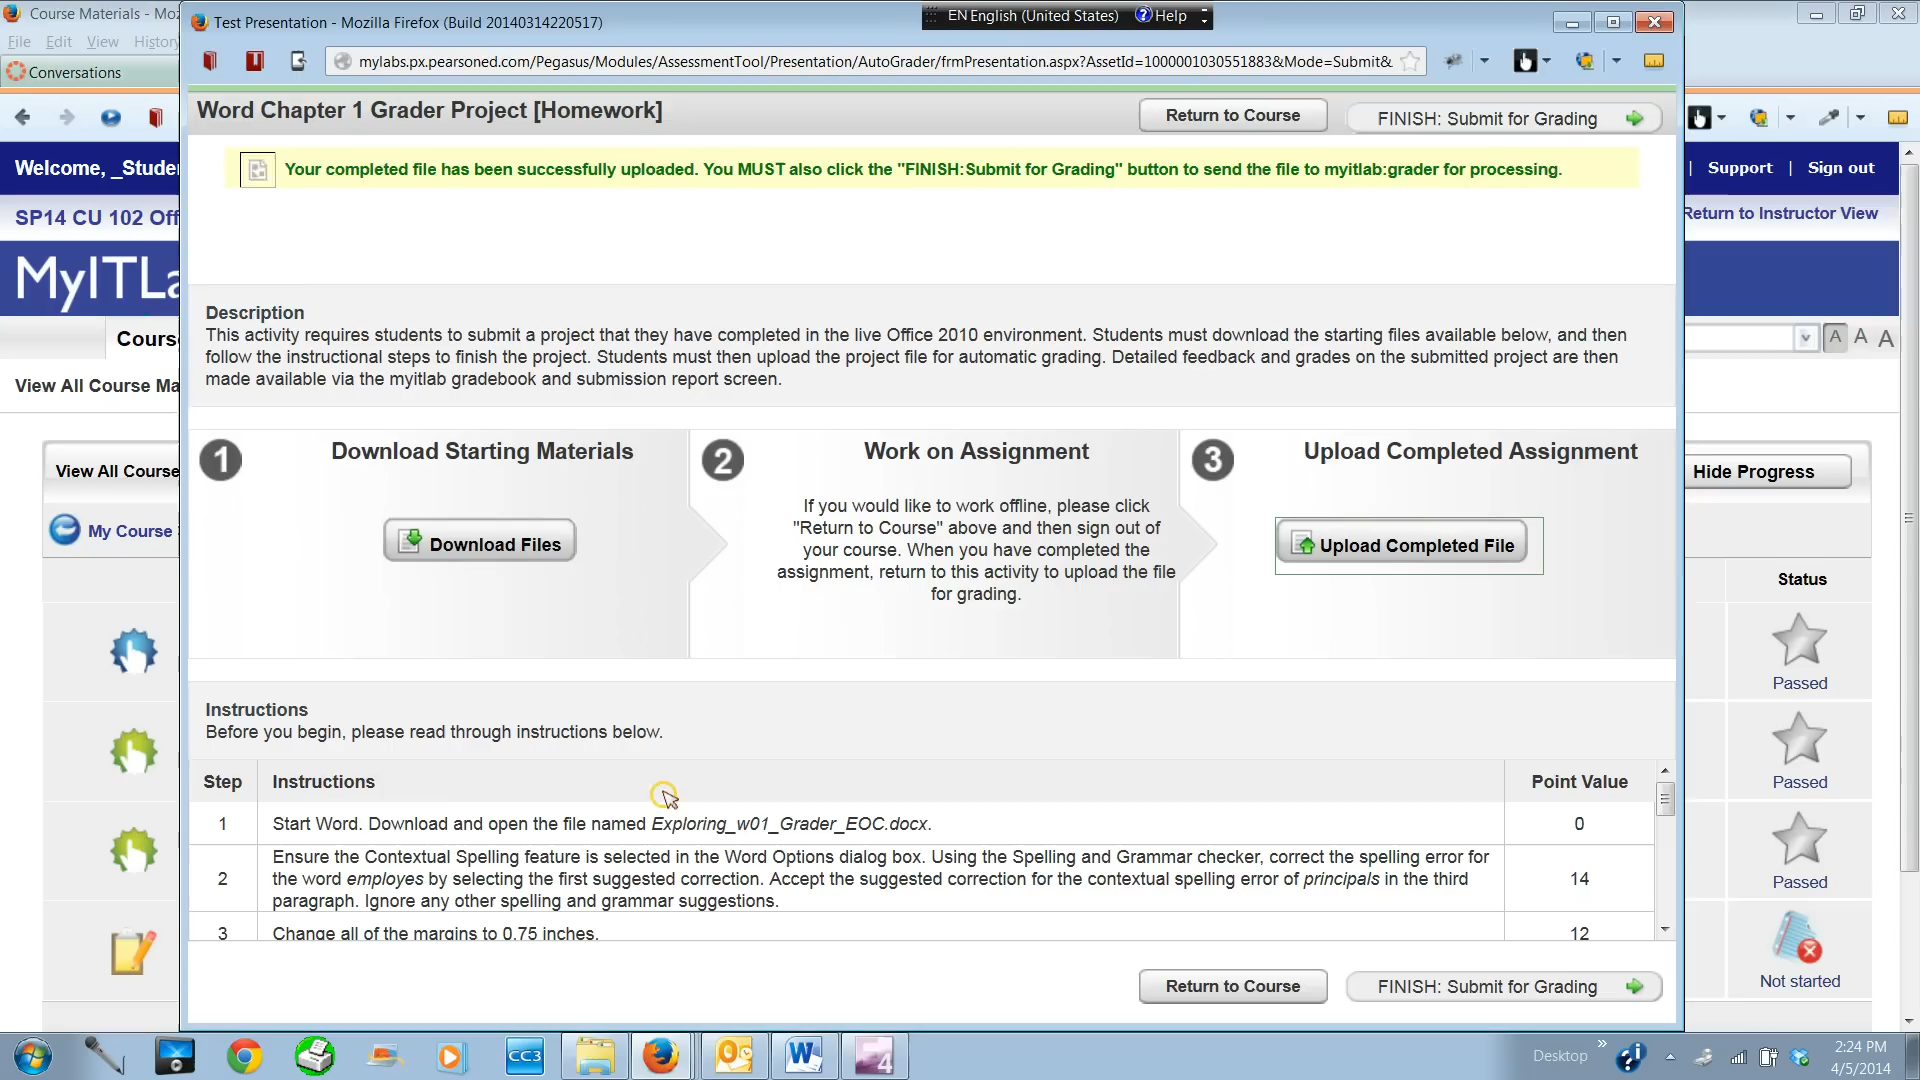 Course Materials - Moz
Test Presentation - Mozilla Firefox (Build 20140314220517)
EN English (United States)
Help
File Edit View History
Conversations
mylabs.px.pearsoned.com/Pegasus/Modules/AssessmentTool/Presentation/AutoGrader/frmPresentation.aspx?AssetId=1000001030551883&Mode=Submit&
Word Chapter 1 Grader Project [Homework]
Return to Course
FINISH: Submit for Grading
Welcome, _Stude
Your completed file has been successfully uploaded. You MUST also click the "FINISH:Submit for Grading" button to send the file to myitlab:grader for processing.
| Support | Sign out
SP14 CU 102 Off
Return to Instructor View
MyITLa
Description
This activity requires students to submit a project that they have completed in the live Office 2010 environment. Students must download the starting files available below, and then
follow the instructional steps to finish the project. Students must then upload the project file for automatic grading. Detailed feedback and grades on the submitted project are then
made available via the myitlab gradebook and submission report screen.
Cours
A A A
View All Course Ma
1
Download Starting Materials
Download Files
2
Work on Assignment
If you would like to work offline, please click
"Return to Course" above and then sign out of
your course. When you have completed the
assignment, return to this activity to upload the file
for grading.
3
Upload Completed Assignment
Upload Completed File
View All Course
Hide Progress
My Course
Status
Passed
Passed
Passed
Not started
Instructions
Before you begin, please read through instructions below.
Step Instructions Point Value
1 Start Word. Download and open the file named Exploring_w01_Grader_EOC.docx. 0
2 Ensure the Contextual Spelling feature is selected in the Word Options dialog box. Using the Spelling and Grammar checker, correct the spelling error for
the word employes by selecting the first suggested correction. Accept the suggested correction for the contextual spelling error of principals in the third
paragraph. Ignore any other spelling and grammar suggestions.
14
3 Change all of the margins to 0.75 inches. 12
Return to Course
FINISH: Submit for Grading
CC3
4
Desktop
2:24 PM
4/5/2014